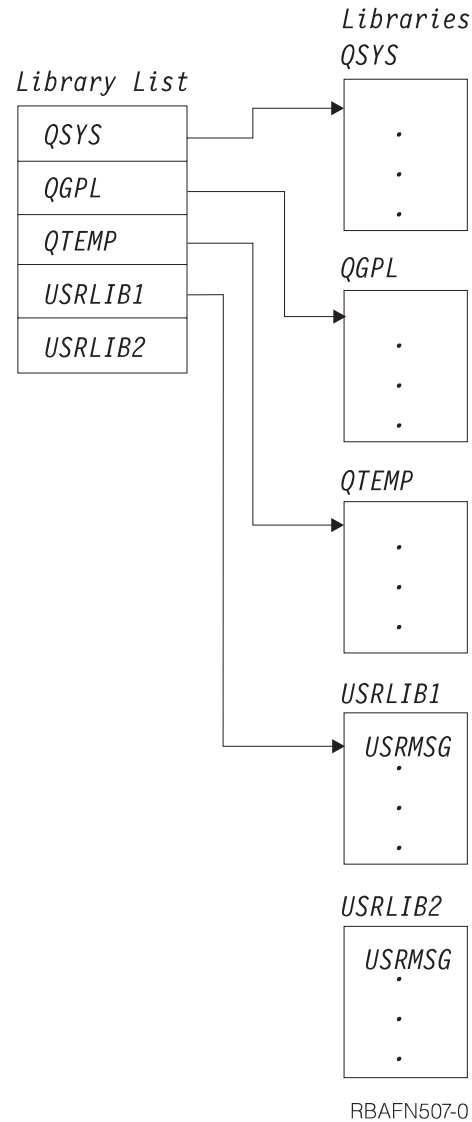 Library List
QSYS
QGPL
QTEMP
USRLIB1
USRLIB2
Libraries
QSYS
.
.
.
QGPL
.
.
.
QTEMP
.
.
.
USRLIB1
USRMSG
.
.
.
USRLIB2
USRMSG
.
.
.
RBAFN507-0